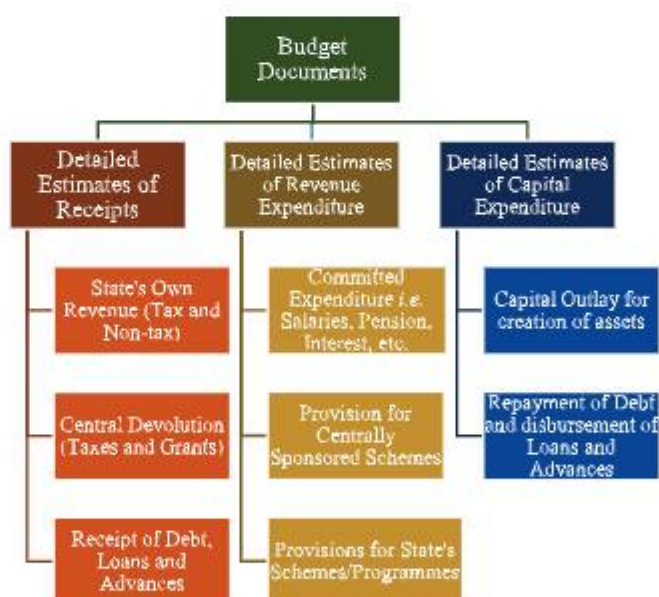 Budget
Documents
Detailed
Estimates of
Receipts
State's Own
Revenue (Tax and
Non-tax)
Central Devolution
(Taxes and Grants)
Receipt of Debt,
Loans and
Advances
Detailed Estimates
of Revenue
Expenditure
Committed
Expenditure i.e.
Salaries, Pension,
Interest, etc.
Provision for
Centrally
Sponsored Schemes
Provisions for State's
Schemes/Programmes
Detailed Estimates
of Capital
Expenditure
Capital Outlay for
creation of assets
Repayment of Debt
and disbursement of
Loans and
Advances